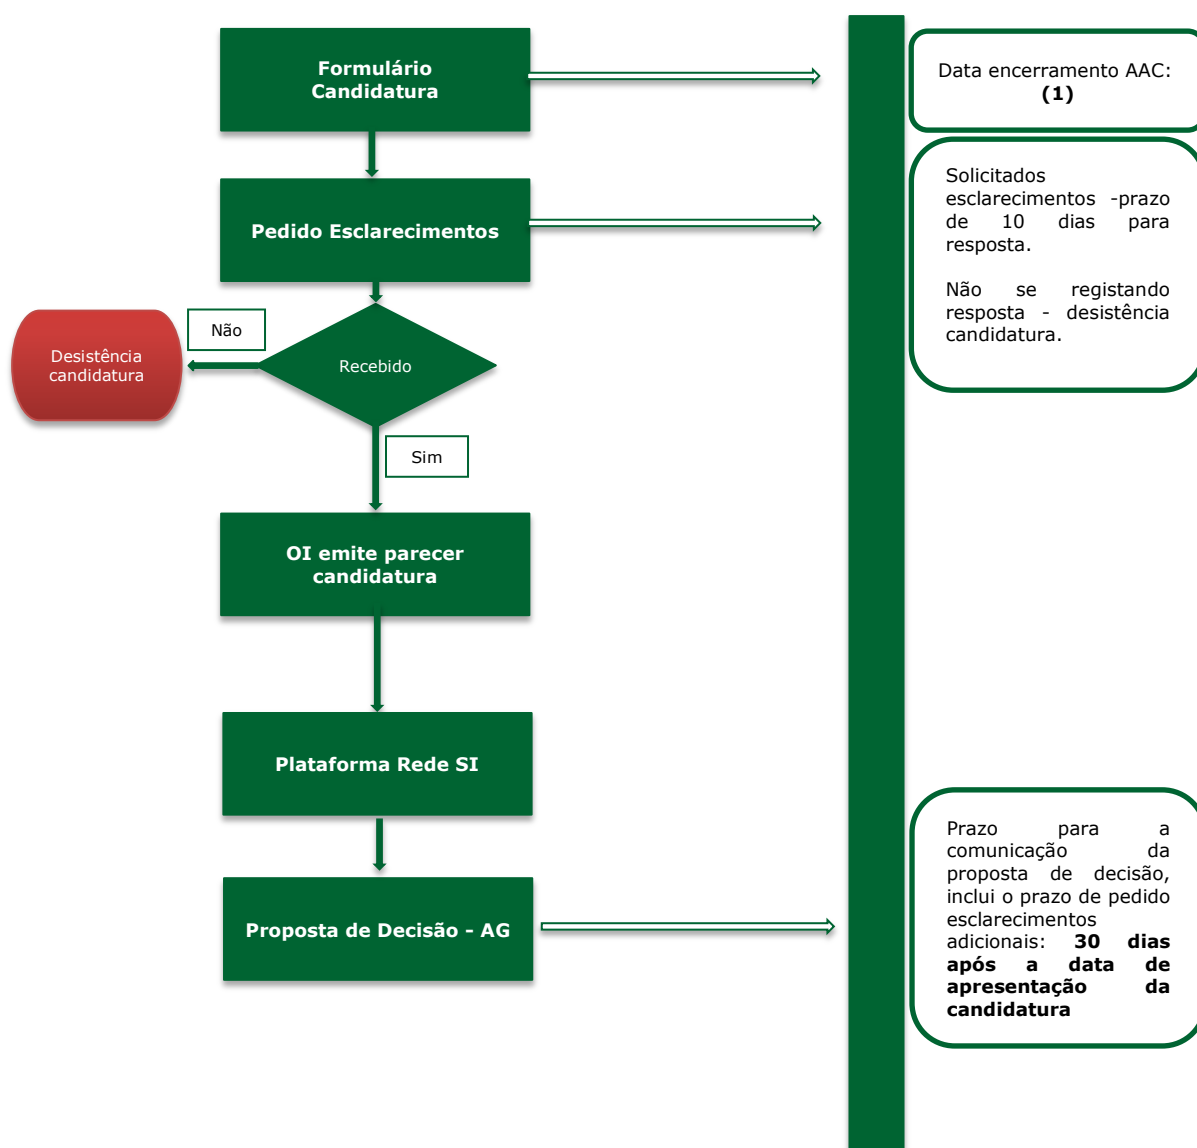 Formulário
Candidatura
Data encerramento AAC:
(1)
Pedido Esclarecimentos
Solicitados
esclarecimentos -prazo
de 10 dias para
resposta.
Não se registando
resposta - desistência
candidatura.
Não
Desistência
candidatura
Recebido
Sim
OI emite parecer
candidatura
Plataforma Rede SI
Proposta de Decisão - AG
Prazo para a
comunicação da
proposta de decisão,
inclui o prazo de pedido
esclarecimentos
adicionais: 30 dias
após a data de
apresentação da
candidatura